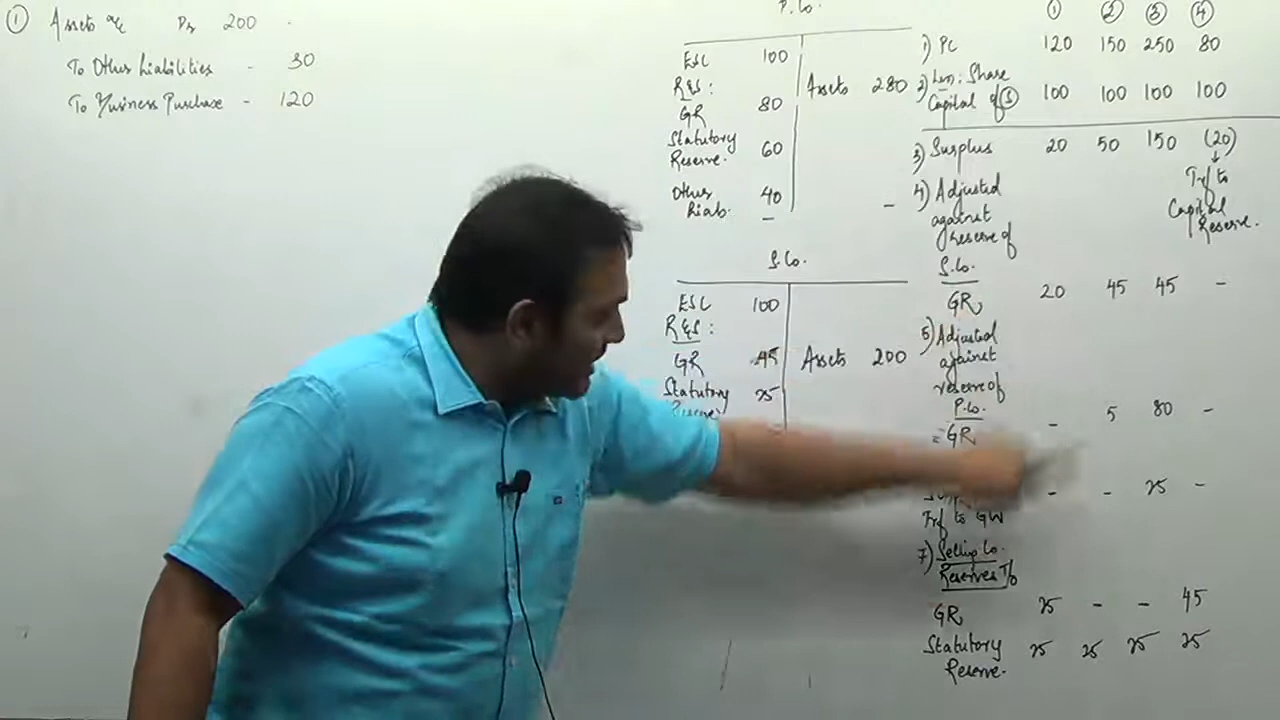 ① Assets a/c Dr 200
To Other Liabilities - 30
To Business Purchase - 120
P.Co.
ESC 100
R&S:
GR 80
Statutory
Reserve. 60
Other
Liab. 40
Assets 280
S.Co.
ESC 100
R&S:
GR 45
Statutory 25
Assets 200
① ② ③ ④
1) PC 120 150 250 80
2) Less: Share
Capital of Ⓢ 100 100 100 100
3) Surplus 20 50 150 (20)
Trf to
Capital
Reserve.
4) Adjusted
against
reserve of
S.Co.
GR 20 45 45 -
5) Adjusted
against
reserve of
P.Co. - 5 80 -
= GR
- - 25 -
Trf to GW
7) Selling Co.
Reserves T/o
GR 25 - - 45
Statutory
Reserve. 25 25 25 25